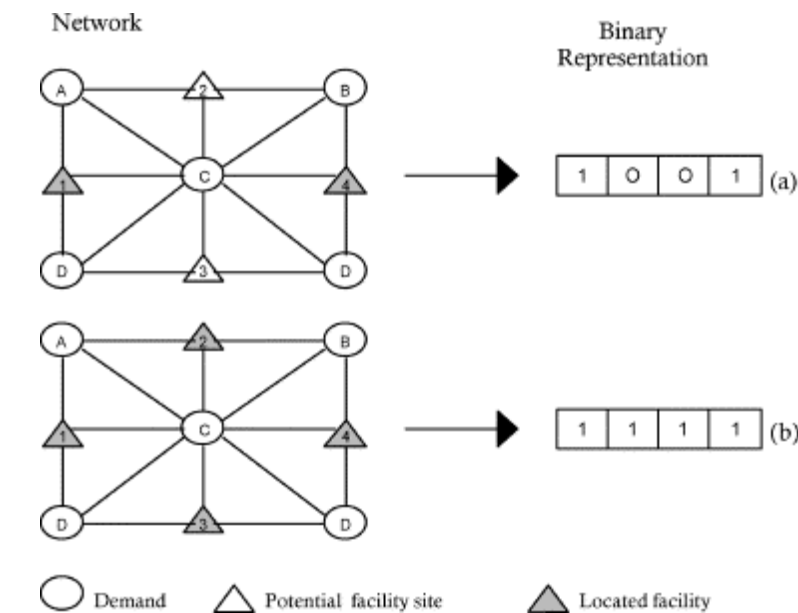 Network
Binary
Representation
A 2 B
1 C 4
1 O O 1 (a)
D 3 D
A 2 B
1 C 4
1 1 1 1 (b)
D 3 D
Demand Potential facility site Located facility